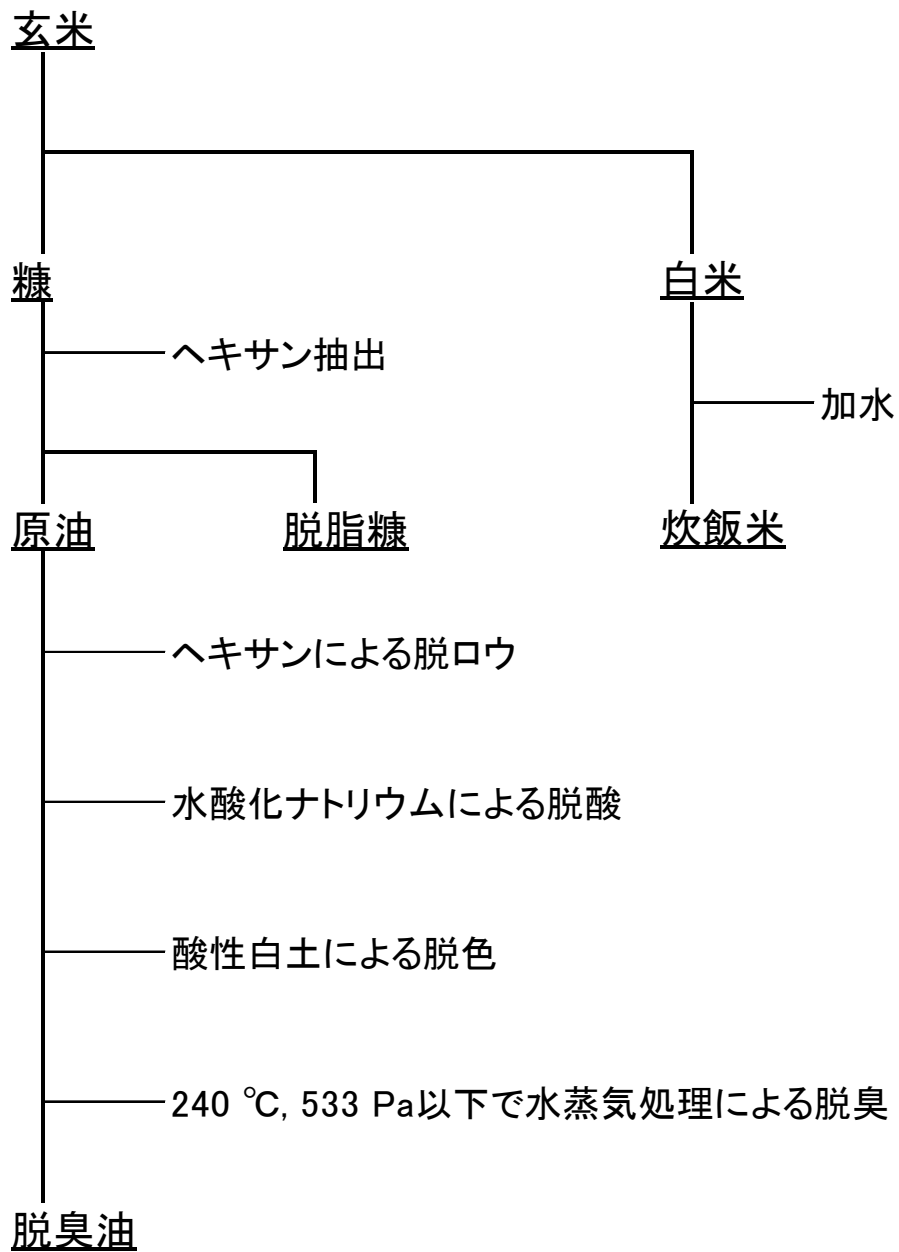 玄米
糠
白米
ヘキサン抽出
加水
原油
脱脂糠
炊飯米
ヘキサンによる脱ロウ
水酸化ナトリウムによる脱酸
酸性白土による脱色
240 ℃, 533 Pa以下で水蒸気処理による脱臭
脱臭油